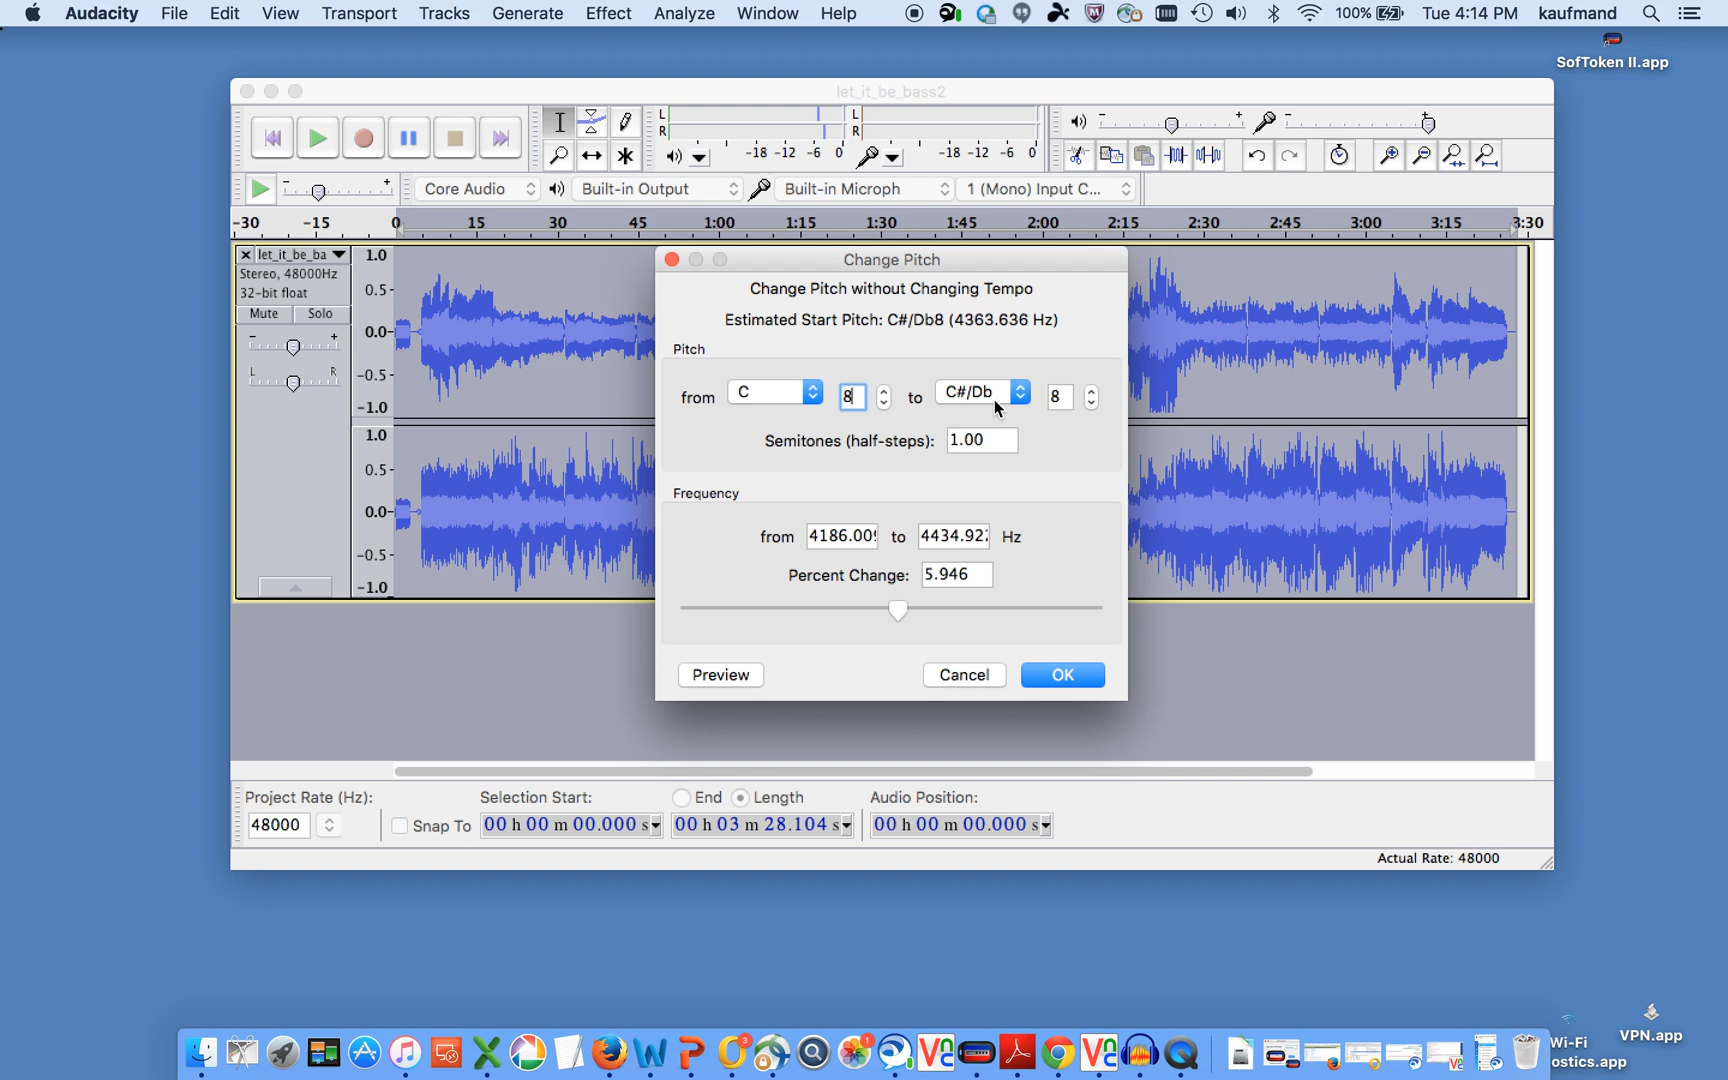 Audacity File Edit View Transport Tracks Generate Effect Analyze Window Help 100% Tue 4:14 PM kaufmand
SofToken II.app
let_it_be_bass2
L L
R R
-18 -12 -6 0 -18 -12 -6 0
Core Audio Built-in Output Built-in Microph 1 (Mono) Input C...
-30 -15 0 15 30 45 1:00 1:15 1:30 1:45 2:00 2:15 2:30 2:45 3:00 3:15 3:30
let_it_be_ba
Stereo, 48000Hz
32-bit float
Mute Solo
- +
L R
1.0
0.5-
0.0-
-0.5-
-1.0
1.0
0.5-
0.0-
-0.5-
-1.0
Change Pitch
Change Pitch without Changing Tempo
Estimated Start Pitch: C#/Db8 (4363.636 Hz)
Pitch
from C 8 to C#/Db 8
Semitones (half-steps): 1.00
Frequency
from 4186.009 to 4434.922 Hz
Percent Change: 5.946
Preview Cancel OK
Project Rate (Hz): Selection Start: End Length Audio Position:
48000 Snap To 00 h 00 m 00.000 s 00 h 03 m 28.104 s 00 h 00 m 00.000 s
Actual Rate: 48000
VPN.app
Wi-Fi
ostics.app